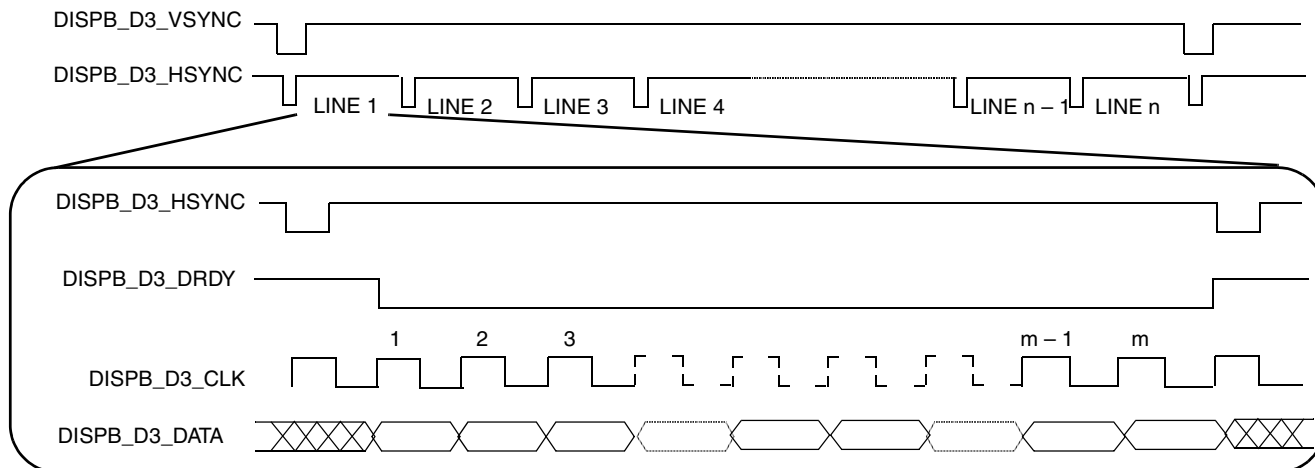 DISPB_D3_VSYNC
DISPB_D3_HSYNC
LINE 1 LINE 2 LINE 3 LINE 4 LINE n – 1 LINE n
DISPB_D3_HSYNC
DISPB_D3_DRDY
1 2 3 m – 1 m
DISPB_D3_CLK
DISPB_D3_DATA